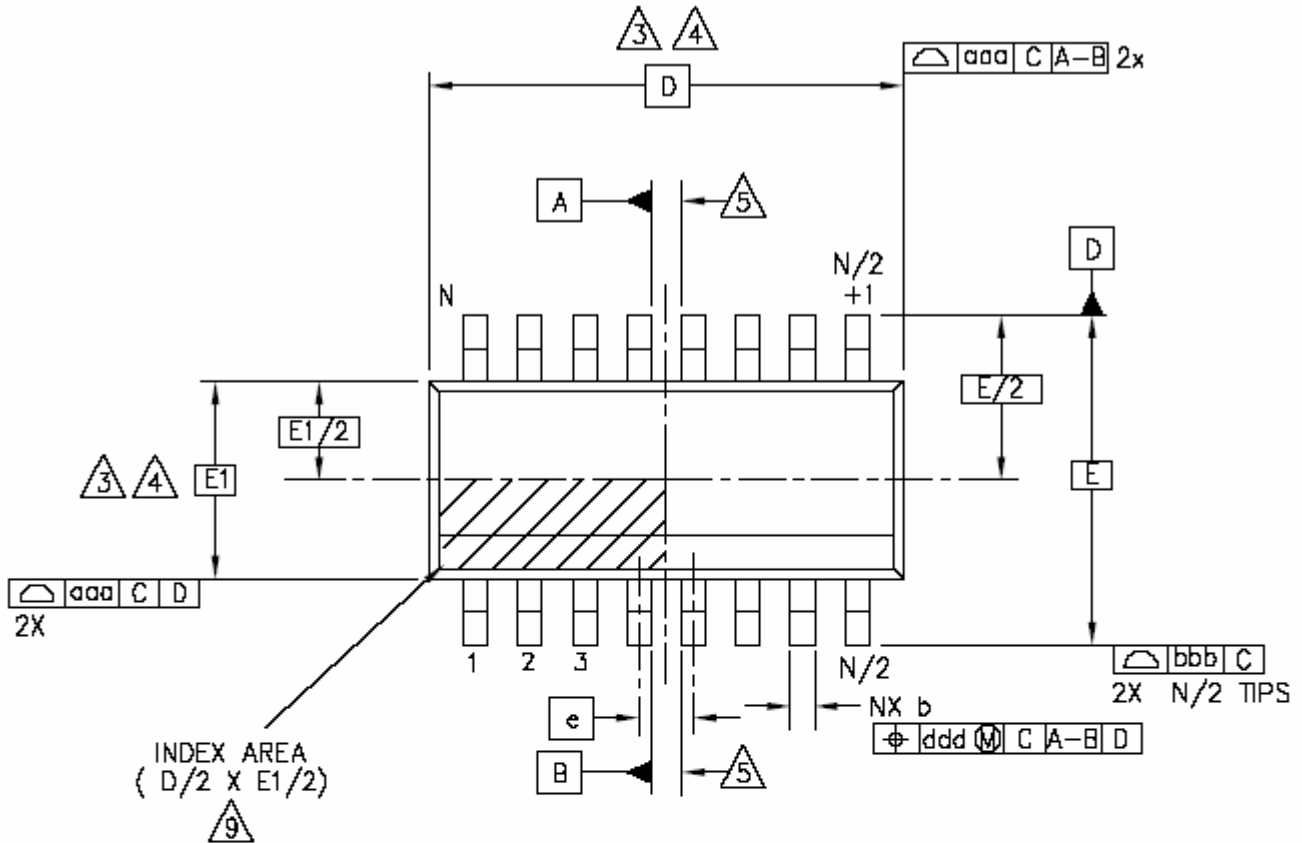 3 4
D
aaa C A-B 2x
A
5
D
N
N/2
+1
E1/2
E/2
3 4 E1
E
aaa C D
2X
1 2 3
N/2
bbb C
2X N/2 TIPS
e
NX b
ddd Ⓜ C A-B D
B
5
INDEX AREA
( D/2 X E1/2)
9